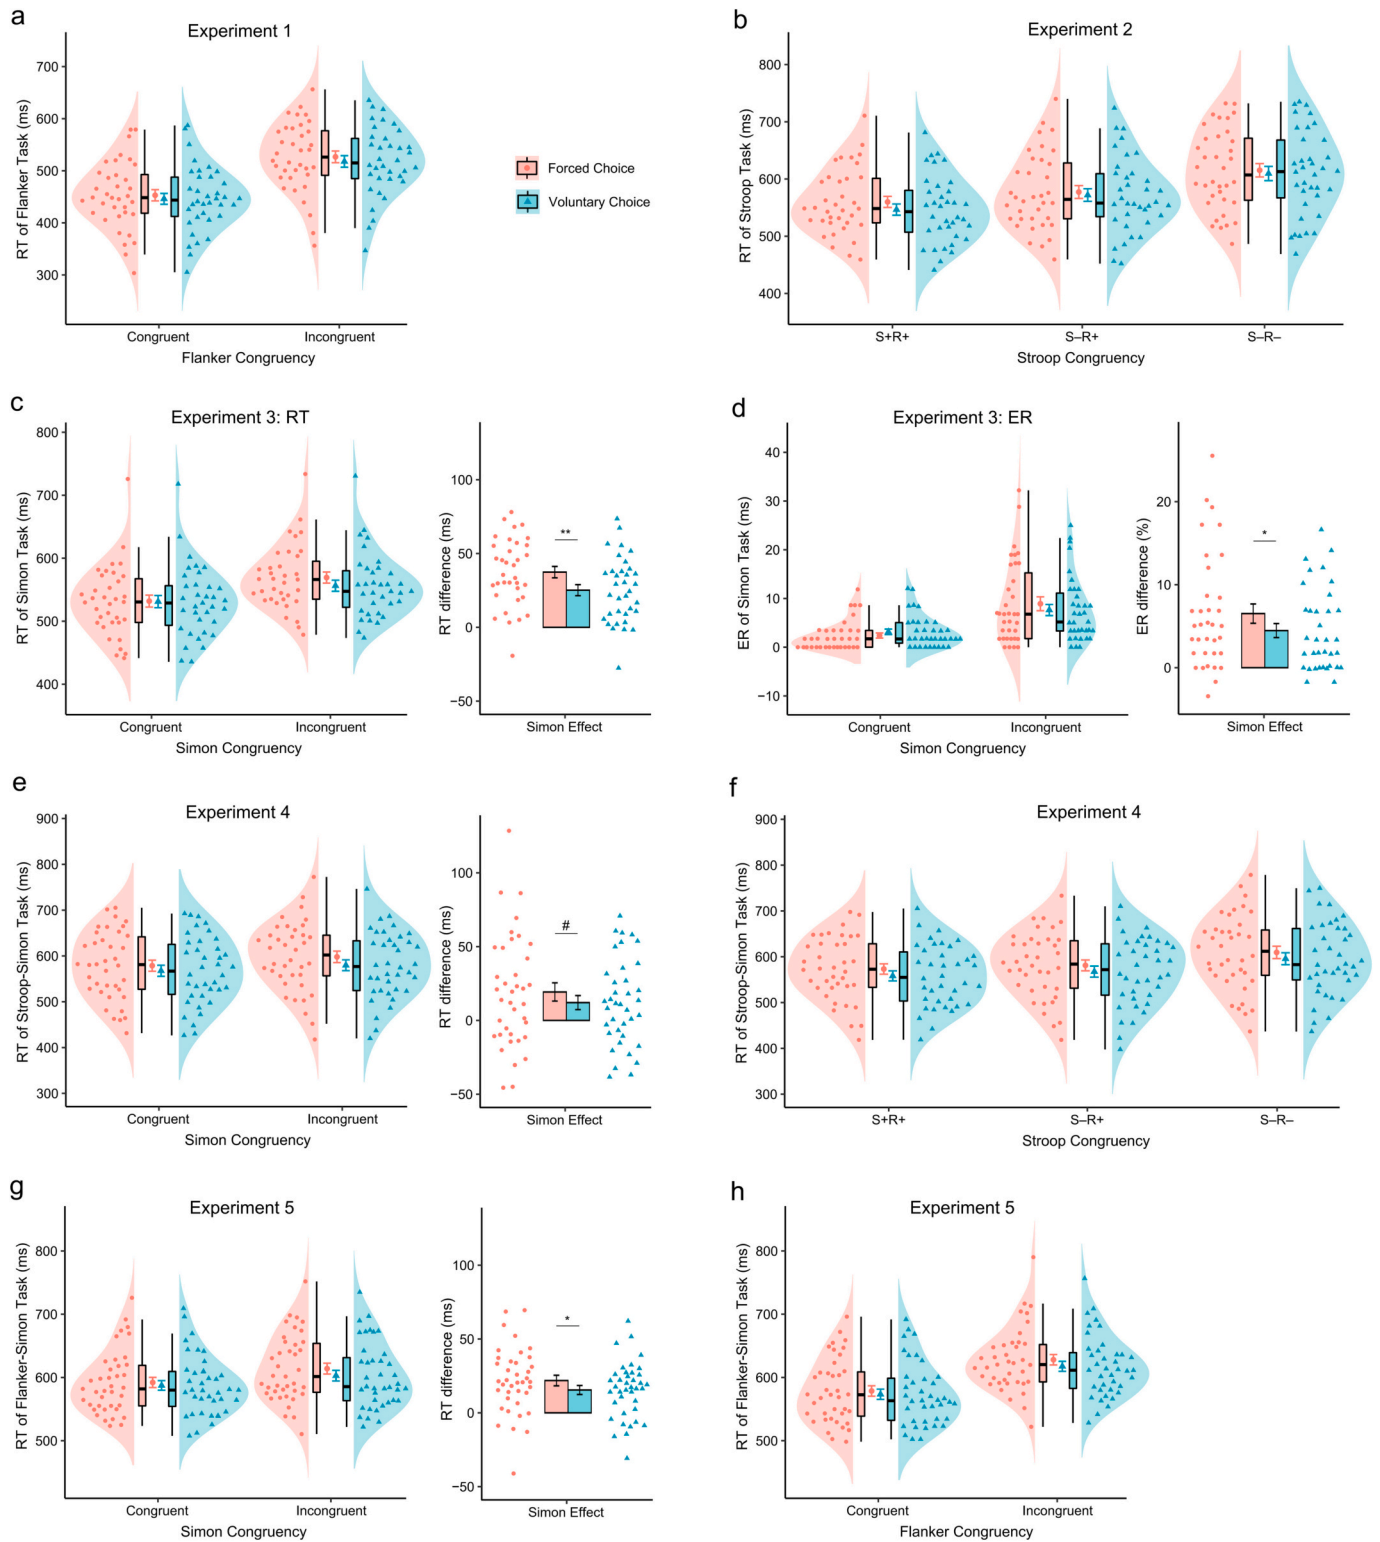 a
Experiment 1
RT of Flanker Task (ms)
700
600
500
400
300
Congruent
Incongruent
Flanker Congruency
Forced Choice
Voluntary Choice
b
Experiment 2
RT of Stroop Task (ms)
800
700
600
500
400
S+R+
S–R+
S–R–
Stroop Congruency
c
Experiment 3: RT
RT of Simon Task (ms)
800
700
600
500
400
Congruent
Incongruent
Simon Congruency
RT difference (ms)
100
50
0
−50
**
Simon Effect
d
Experiment 3: ER
ER of Simon Task (ms)
40
30
20
10
0
−10
Congruent
Incongruent
Simon Congruency
ER difference (%)
20
10
0
*
Simon Effect
e
Experiment 4
RT of Stroop-Simon Task (ms)
900
800
700
600
500
400
300
Congruent
Incongruent
Simon Congruency
RT difference (ms)
100
50
0
−50
#
Simon Effect
f
Experiment 4
RT of Stroop-Simon Task (ms)
900
800
700
600
500
400
300
S+R+
S–R+
S–R–
Stroop Congruency
g
Experiment 5
RT of Flanker-Simon Task (ms)
800
700
600
500
Congruent
Incongruent
Simon Congruency
RT difference (ms)
100
50
0
−50
*
Simon Effect
h
Experiment 5
RT of Flanker-Simon Task (ms)
800
700
600
500
Congruent
Incongruent
Flanker Congruency